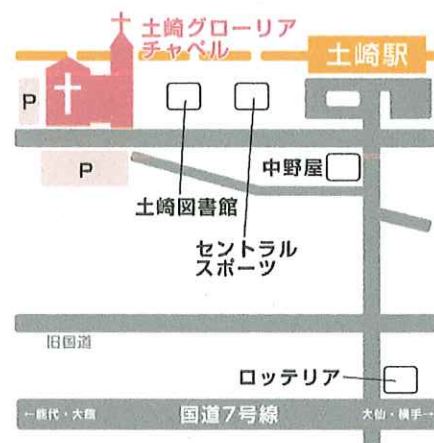 土崎グローリア
チャペル
土崎駅
P
P
中野屋
土崎図書館
セントラル
スポーツ
旧国道
ロッテリア
←能代・大館
国道7号線
大仙・横手→